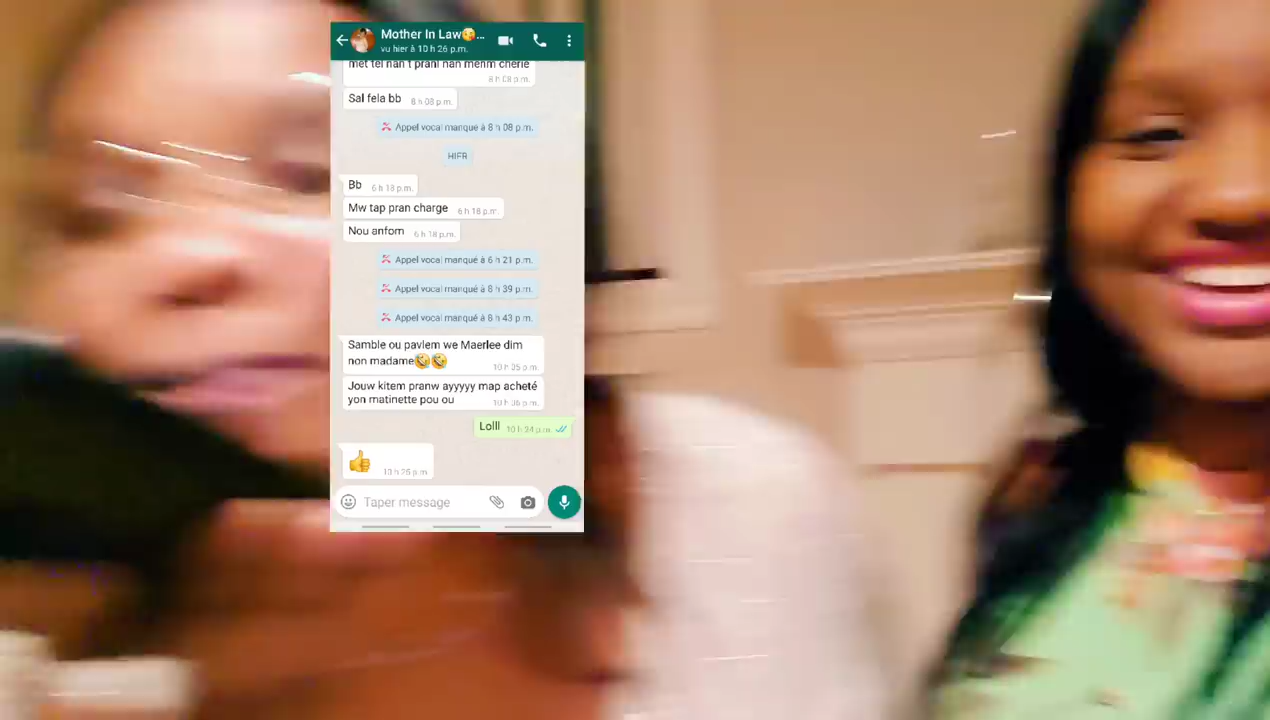 Mother In Law😘...
vu hier à 10 h 26 p.m.
met tel nan t prani nan menm cherie
8 h 08 p.m.
Sal fela bb 8 h 08 p.m.
Appel vocal manqué à 8 h 08 p.m.
HIER
Bb 6 h 18 p.m.
Mw tap pran charge 6 h 18 p.m.
Nou anfom 6 h 18 p.m.
Appel vocal manqué à 6 h 21 p.m.
Appel vocal manqué à 8 h 39 p.m.
Appel vocal manqué à 8 h 43 p.m.
Samble ou pavlem we Maerlee dim
non madame🤣🤣
10 h 05 p.m.
Jouw kitem pranw ayyyyy map acheté
yon matinette pou ou 10 h 06 p.m.
Lolll 10 h 24 p.m.
👍 10 h 25 p.m.
Taper message